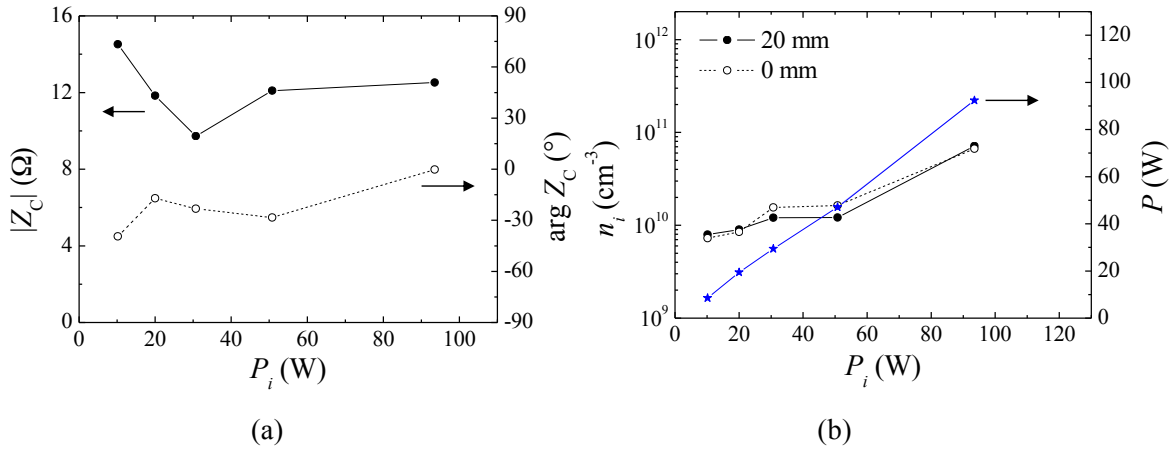 16
12
8
4
0
|Z_C| (Ω)
90
60
30
0
-30
-60
-90
arg Z_C (°)
0 20 40 60 80 100
P_i (W)
(a)
10^12
10^11
10^10
10^9
n_i (cm^-3)
20 mm
0 mm
120
100
80
60
40
20
0
P (W)
0 20 40 60 80 100 120
P_i (W)
(b)